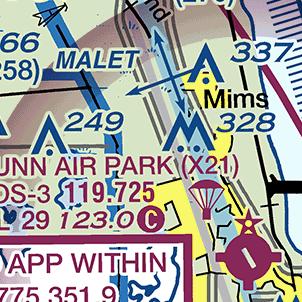 66
258)
MALET
337
Mims
249
328
UNN AIR PARK (X21)
OS-3 119.725
L 29 123.0 C
APP WITHIN
775 351.9